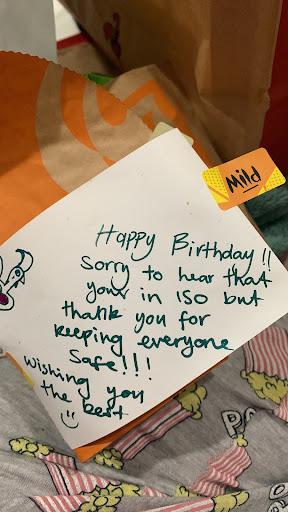 Mild
Happy Birthday!!
Sorry to hear that
your in ISO but
thank you for
keeping everyone
Safe!!!
Wishing you
the best